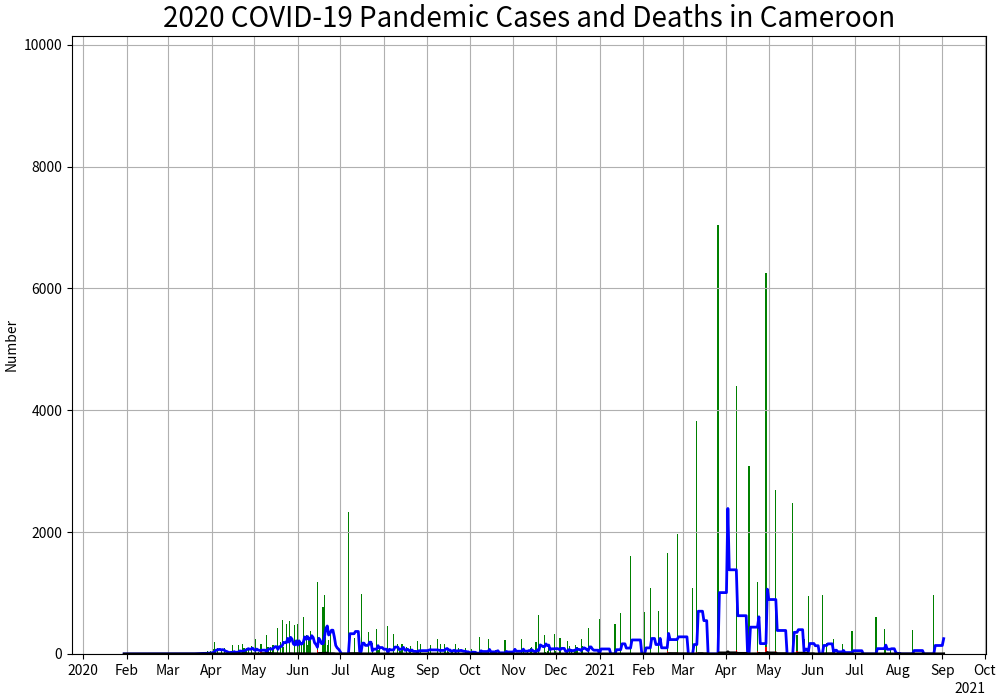 2020 COVID-19 Pandemic Cases and Deaths in Cameroon
10000
8000
6000
4000
2000
0
Number
2020 Feb Mar Apr May Jun Jul Aug Sep Oct Nov Dec 2021 Feb Mar Apr May Jun Jul Aug Sep Oct
2021